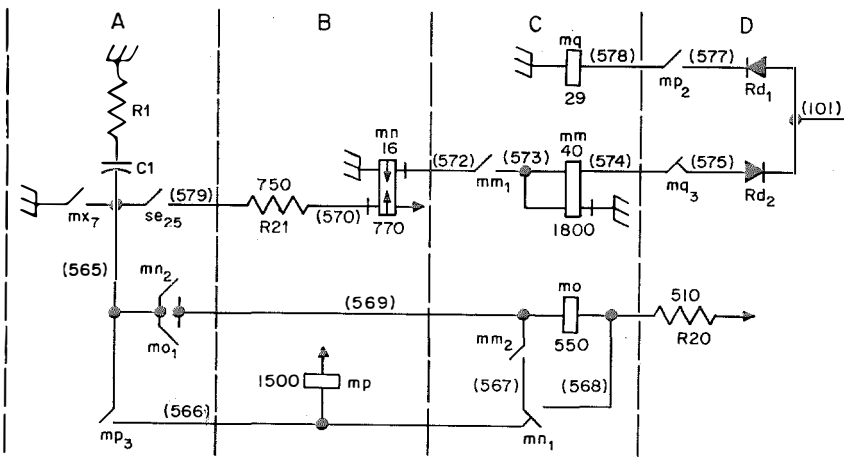 A B C D
mq (578) (577)
R1 29 mp2 Rd1 (101)
mn 16 mm 40
C1 (572) (573) (574) (575)
mm1 mq3 Rd2
mx7 se25 (579) 750 R21 (570) 770 1800
(565) mn2 (569) mo 510
mo1 mm2 550 R20
1500 mp (567) (568)
mp3 (566) mn1